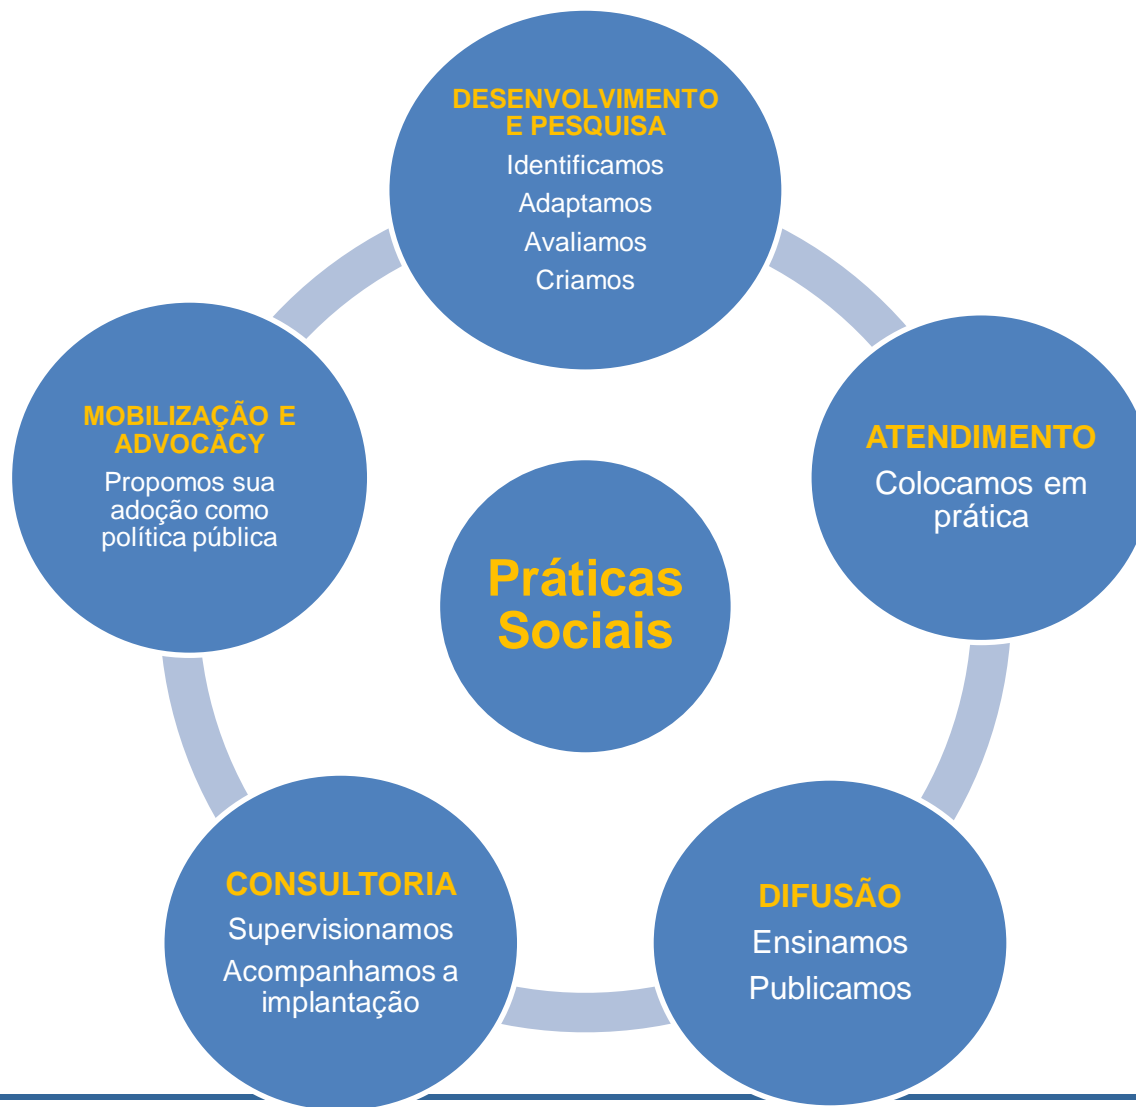 DESENVOLVIMENTO
E PESQUISA
Identificamos
Adaptamos
Avaliamos
Criamos
ATENDIMENTO
Colocamos em
prática
DIFUSÃO
Ensinamos
Publicamos
CONSULTORIA
Supervisionamos
Acompanhamos a
implantação
MOBILIZAÇÃO E
ADVOCACY
Propomos sua
adoção como
política pública
Práticas
Sociais